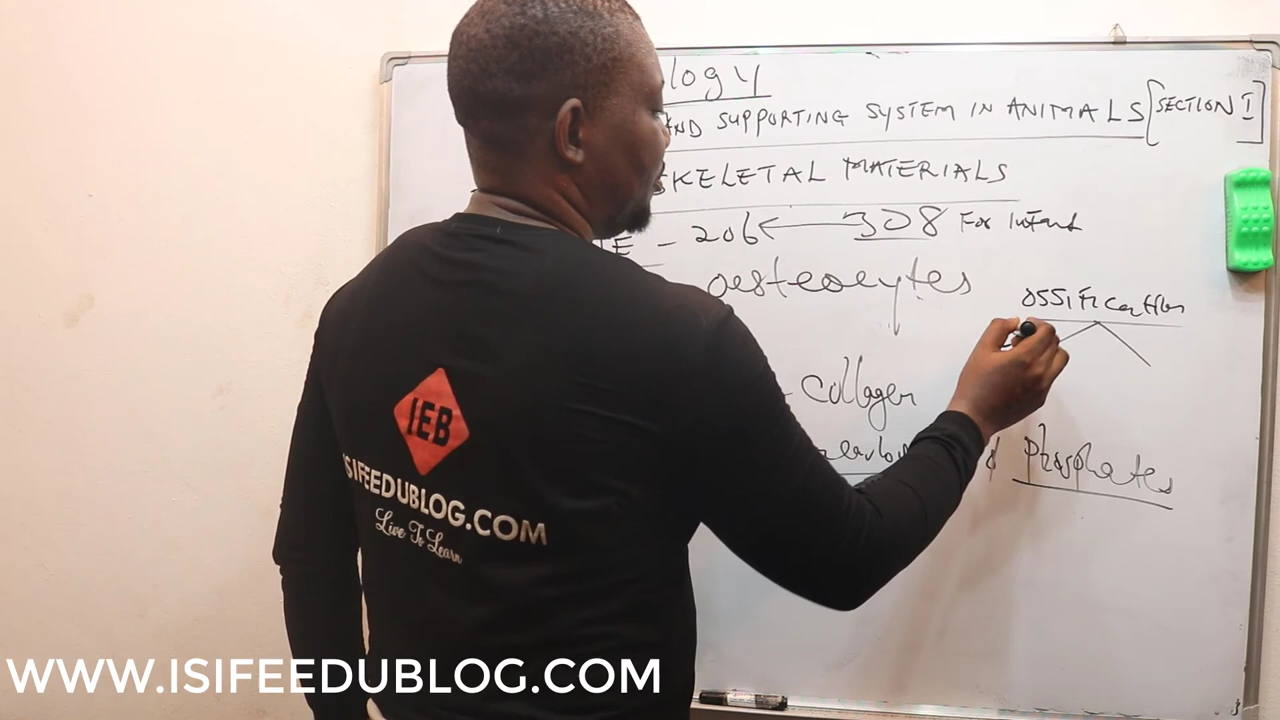 logy
AND SUPPORTING SYSTEM IN ANIMALS [SECTION I]
SKELETAL MATERIALS
E - 206 ← 308 For Infant
oesteocytes
ossification
- collagen
phosphates
IEB
ISIFEEDUBLOG.COM
Live To Learn
WWW.ISIFEEDUBLOG.COM